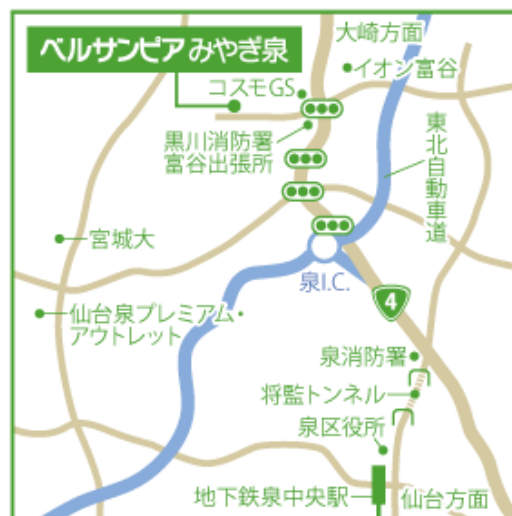 大崎方面
ベルサンピアみやぎ泉
イオン富谷
コスモGS
黒川消防署
富谷出張所
東北自動車道
宮城大
泉I.C.
4
仙台泉プレミアム・
アウトレット
泉消防署
将監トンネル
泉区役所
地下鉄泉中央駅
仙台方面